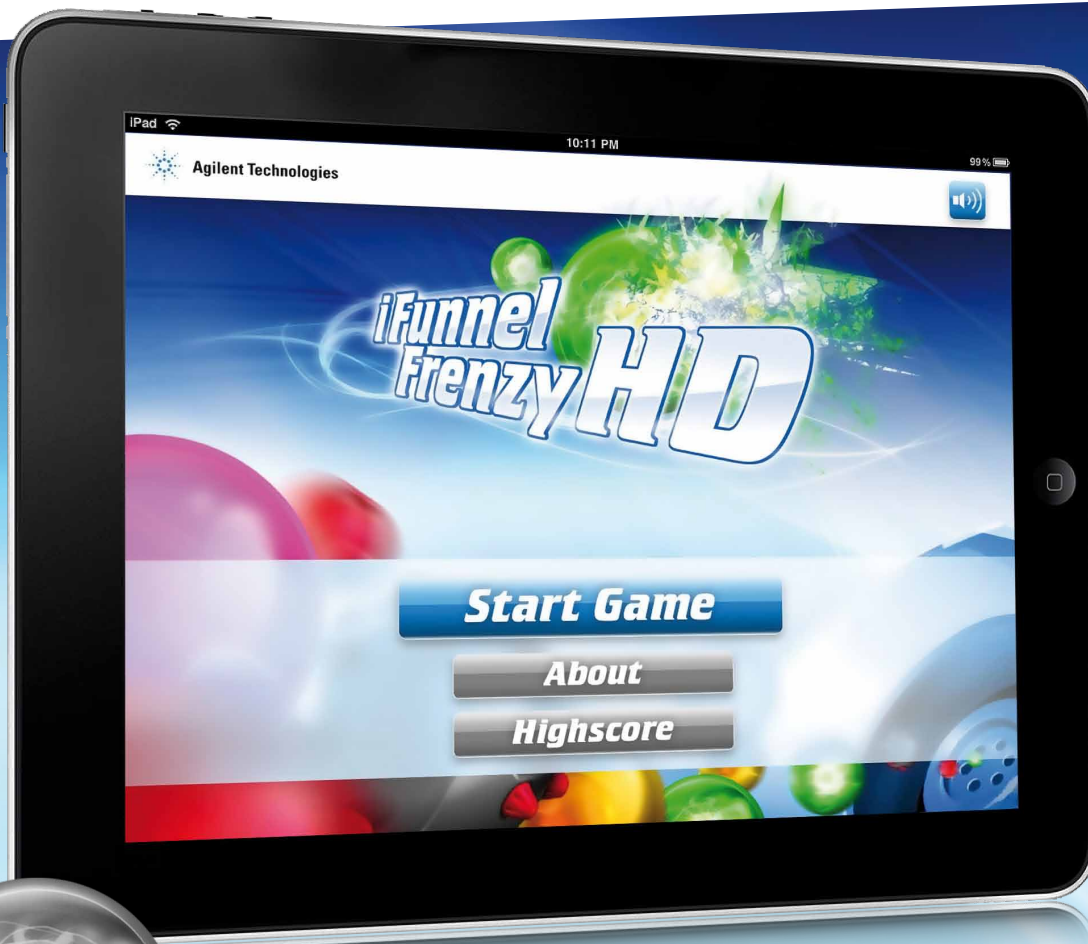 iPad
10:11 PM
99%
Agilent Technologies
iFunnel
Frenzy HD
Start Game
About
Highscore